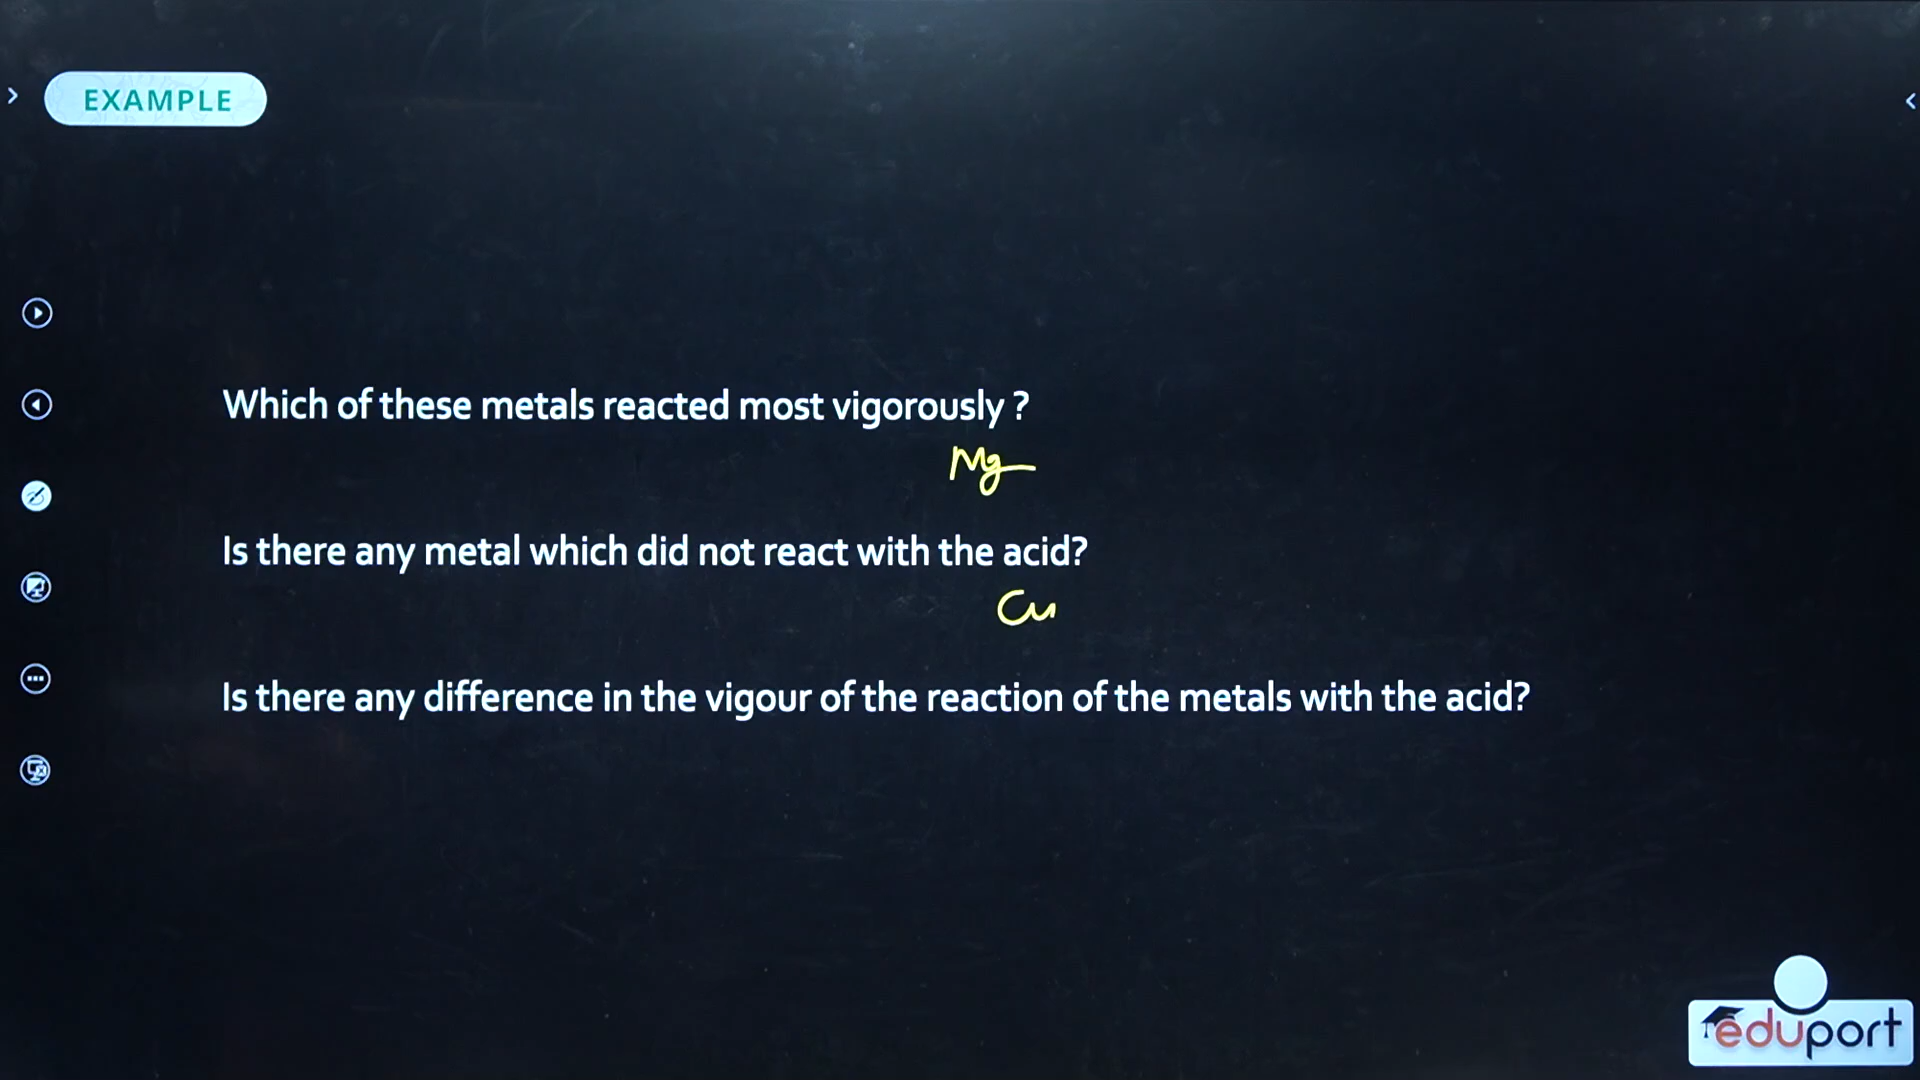 EXAMPLE
Which of these metals reacted most vigorously ?
Mg
Is there any metal which did not react with the acid?
Cu
Is there any difference in the vigour of the reaction of the metals with the acid?
eduport